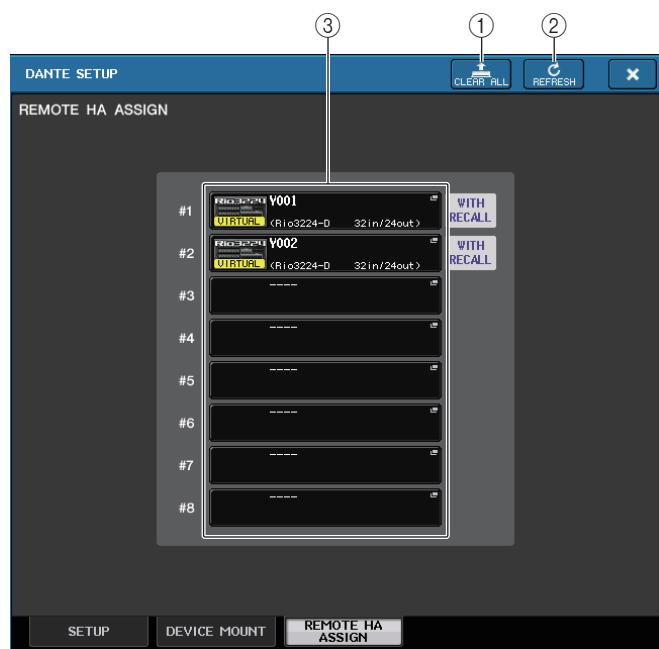 ③ ① ②
DANTE SETUP CLEAR ALL REFRESH ×
REMOTE HA ASSIGN
#1 Rio3224 Y001 WITH
VIRTUAL (Rio3224-D 32in/24out) RECALL
#2 Rio3224 Y002 WITH
VIRTUAL (Rio3224-D 32in/24out) RECALL
#3 ----
#4 ----
#5 ----
#6 ----
#7 ----
#8 ----
SETUP DEVICE MOUNT REMOTE HA
ASSIGN